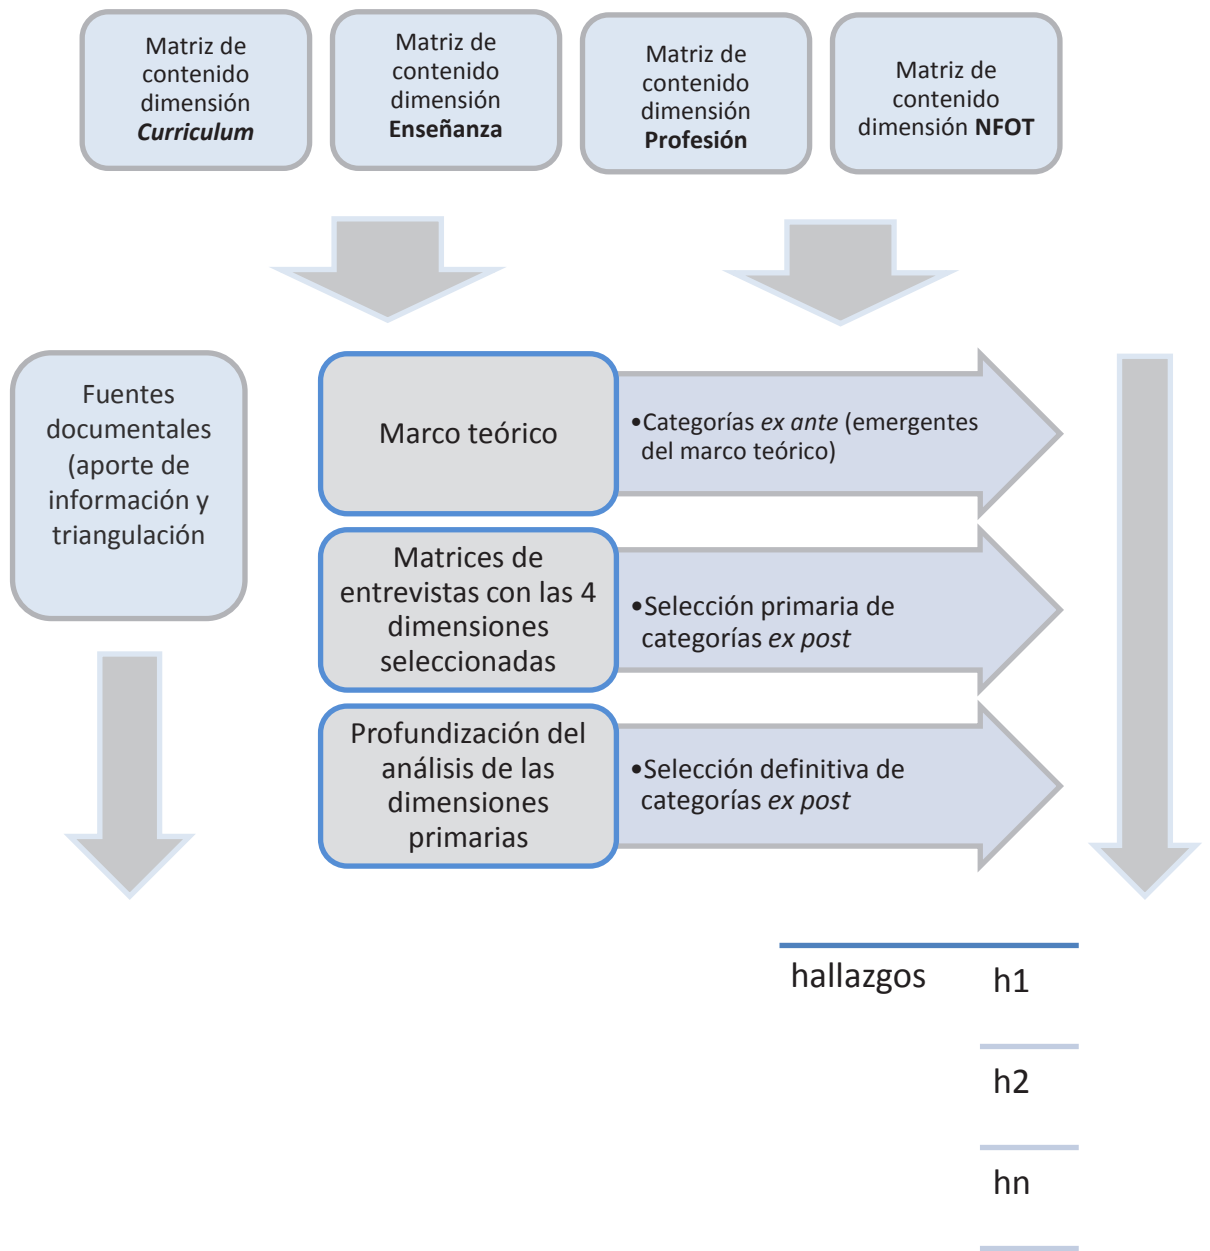 Matriz de
contenido
dimensión
Curriculum
Matriz de
contenido
dimensión
Enseñanza
Matriz de
contenido
dimensión
Profesión
Matriz de
contenido
dimensión NFOT
Fuentes
documentales
(aporte de
información y
triangulación
Marco teórico
•Categorías ex ante (emergentes
del marco teórico)
Matrices de
entrevistas con las 4
dimensiones
seleccionadas
•Selección primaria de
categorías ex post
Profundización del
análisis de las
dimensiones
primarias
•Selección definitiva de
categorías ex post
hallazgos
h1
h2
hn